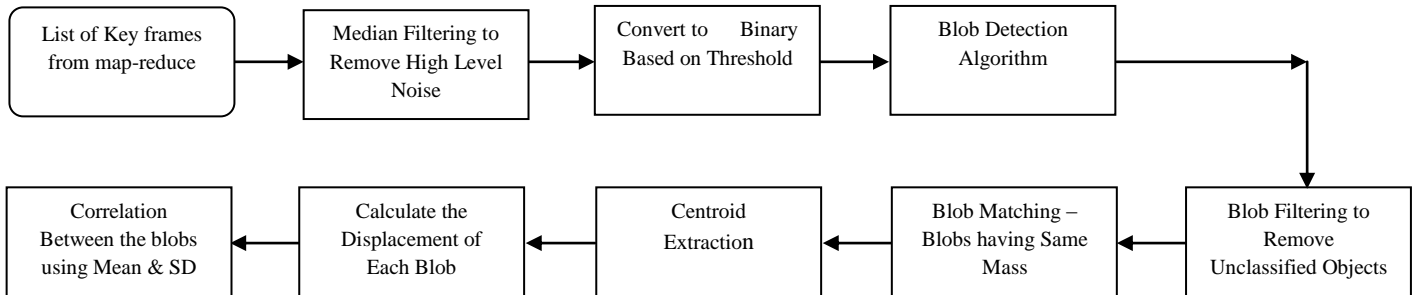 List of Key frames
from map-reduce
Median Filtering to
Remove High Level
Noise
Convert to Binary
Based on Threshold
Blob Detection
Algorithm
Blob Filtering to
Remove
Unclassified Objects
Blob Matching –
Blobs having Same
Mass
Centroid
Extraction
Calculate the
Displacement of
Each Blob
Correlation
Between the blobs
using Mean & SD